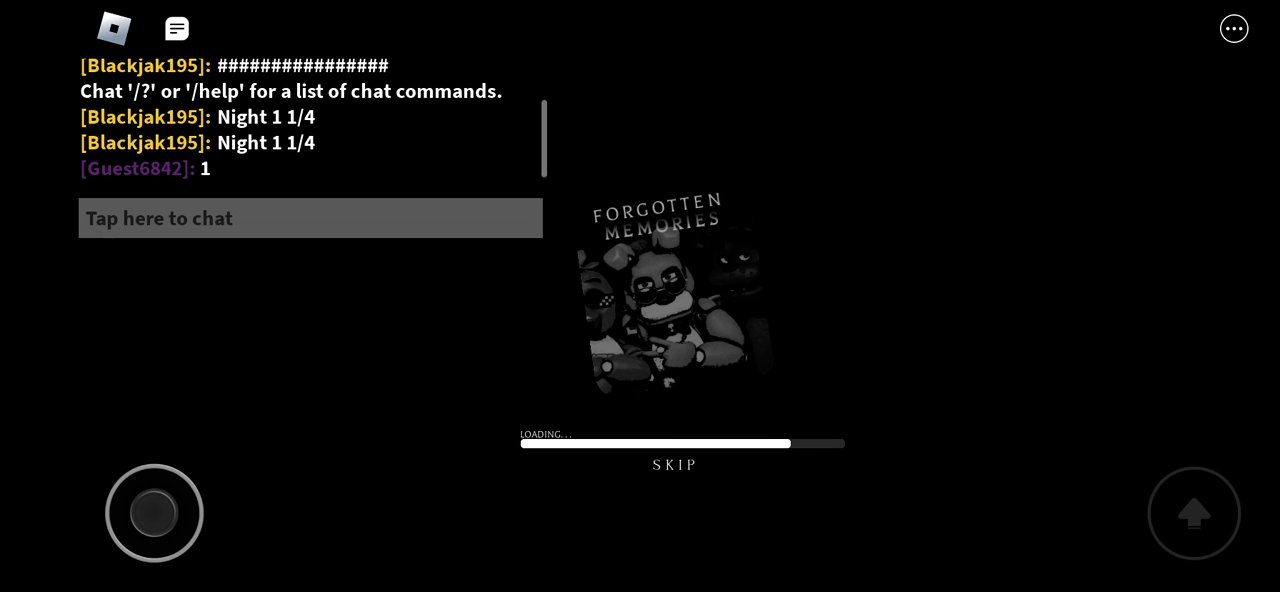 [Blackjak195]: ################
Chat '/?' or '/help' for a list of chat commands.
[Blackjak195]: Night 1 1/4
[Blackjak195]: Night 1 1/4
[Guest6842]: 1
Tap here to chat
FORGOTTEN
MEMORIES
LOADING...
SKIP